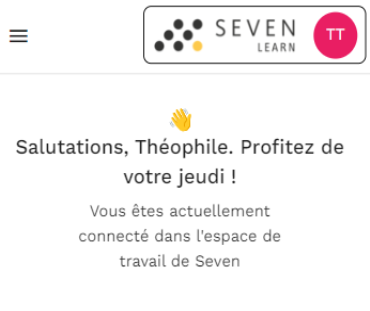 SEVEN
LEARN
TT
Salutations, Théophile. Profitez de
votre jeudi !
Vous êtes actuellement
connecté dans l'espace de
travail de Seven